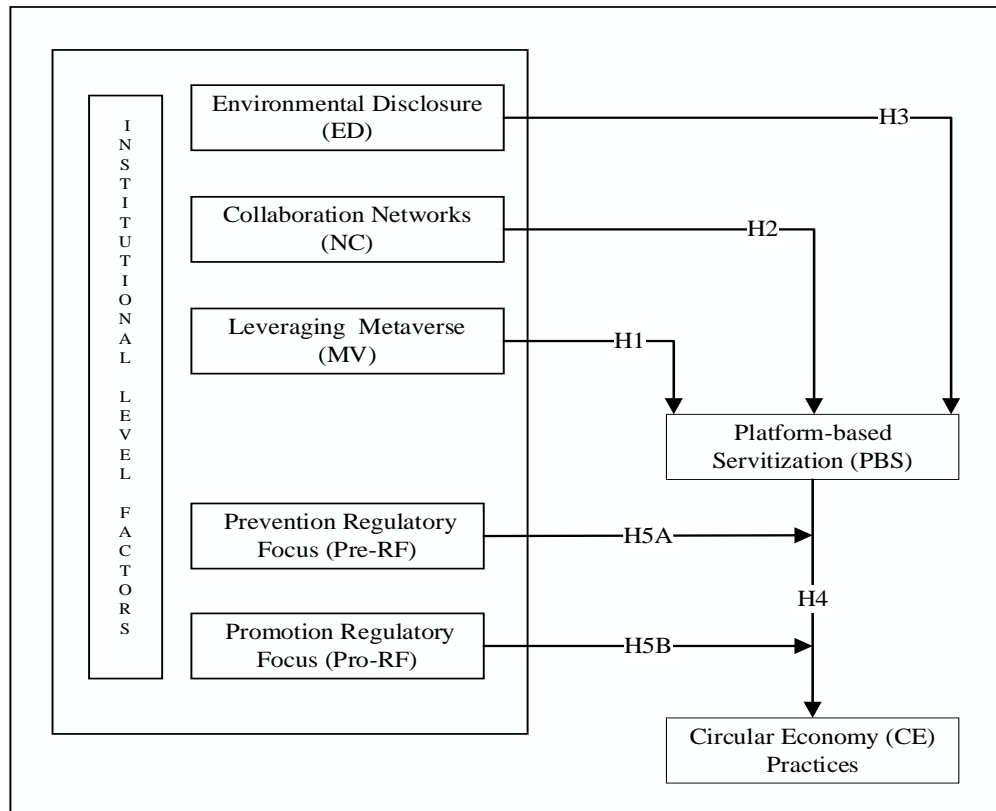 INSTITUTIONAL LEVEL FACTORS
Environmental Disclosure
(ED)
H3
Collaboration Networks
(NC)
H2
Leveraging Metaverse
(MV)
H1
Platform-based
Servitization (PBS)
Prevention Regulatory
Focus (Pre-RF)
H5A
H4
Promotion Regulatory
Focus (Pro-RF)
H5B
Circular Economy (CE)
Practices